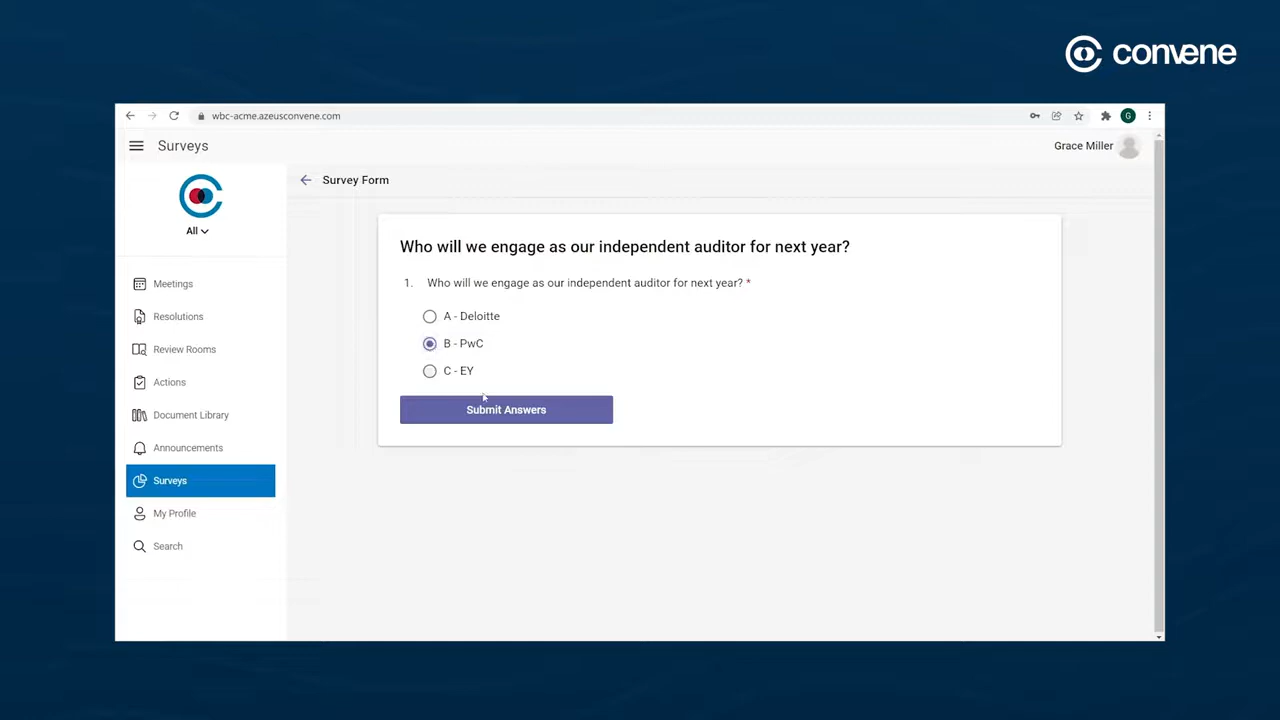 convene
wbc-acme.azeusconvene.com
G
Surveys
Grace Miller
All
Survey Form
Who will we engage as our independent auditor for next year?
1. Who will we engage as our independent auditor for next year? *
A - Deloitte
B - PwC
C - EY
Submit Answers
Meetings
Resolutions
Review Rooms
Actions
Document Library
Announcements
Surveys
My Profile
Search